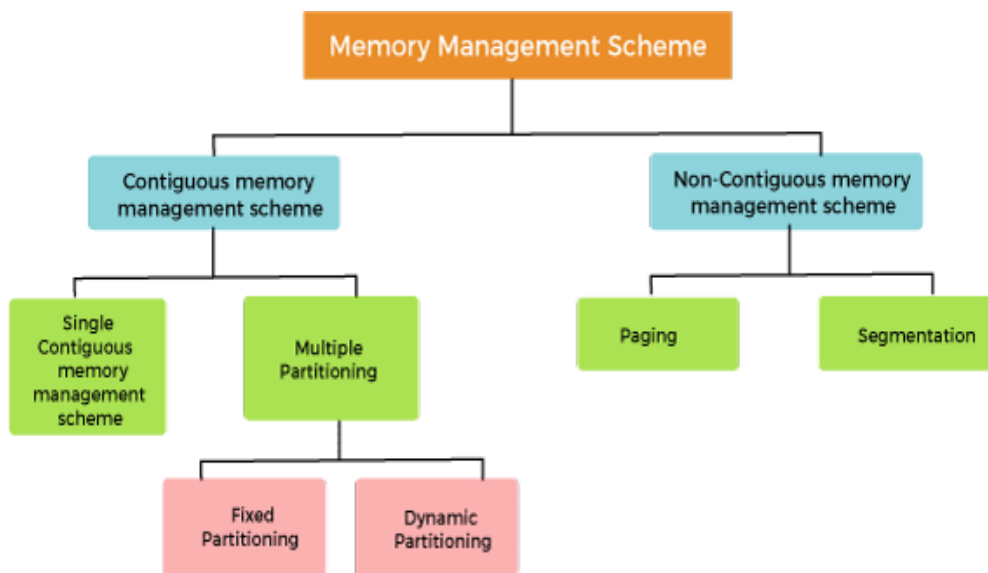 Memory Management Scheme
Contiguous memory
management scheme
Non-Contiguous memory
management scheme
Single
Contiguous
memory
management
scheme
Multiple
Partitioning
Paging
Segmentation
Fixed
Partitioning
Dynamic
Partitioning